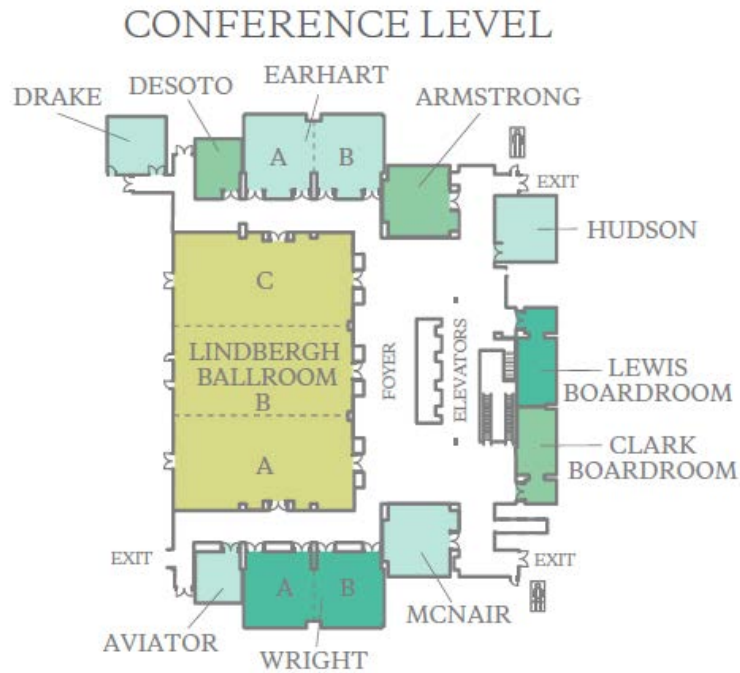 CONFERENCE LEVEL
EARHART
DESOTO
ARMSTRONG
DRAKE
A
B
EXIT
HUDSON
C
LINDBERGH
BALLROOM
B
FOYER
ELEVATORS
LEWIS
BOARDROOM
CLARK
BOARDROOM
A
EXIT
EXIT
A
B
MCNAIR
AVIATOR
WRIGHT